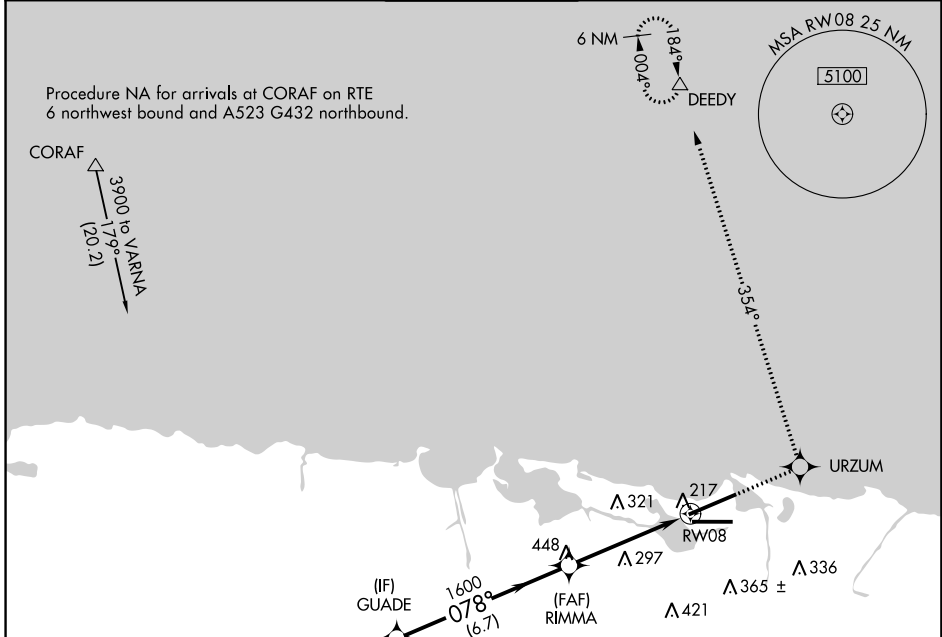 MSA RW08 25 NM
5100
6 NM
184°
004°
DEEDY
Procedure NA for arrivals at CORAF on RTE
6 northwest bound and A523 G432 northbound.
CORAF
3900 to VARNA
179°
(20.2)
354°
URZUM
321
217
RW08
448
297
336
365 ±
(IF)
GUADE
1600
078°
(6.7)
(FAF)
RIMMA
421